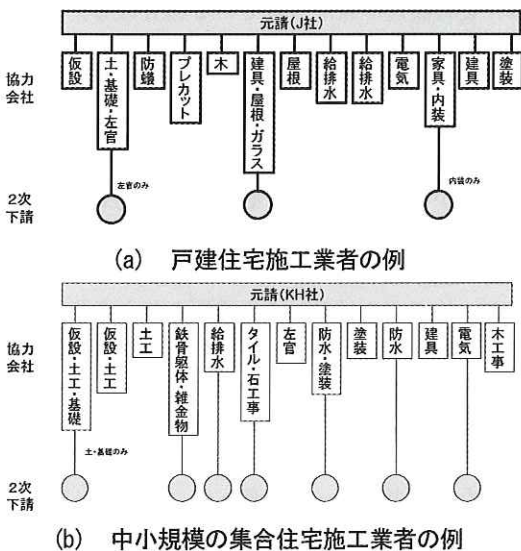 元請(J社)
協力
会社
仮設
土・基礎・左官
防蟻
プレカット
木
建具・屋根・ガラス
屋根
給排水
給排水
電気
家具・内装
建具
塗装
左官のみ
内装のみ
2次
下請
(a) 戸建住宅施工業者の例
元請(KH社)
協力
会社
仮設・土工・基礎
仮設・土工
土工
鉄骨躯体・雑金物
給排水
タイル・石工事
左官
防水・塗装
塗装
防水
建具
電気
木工事
土・基礎のみ
2次
下請
(b) 中小規模の集合住宅施工業者の例